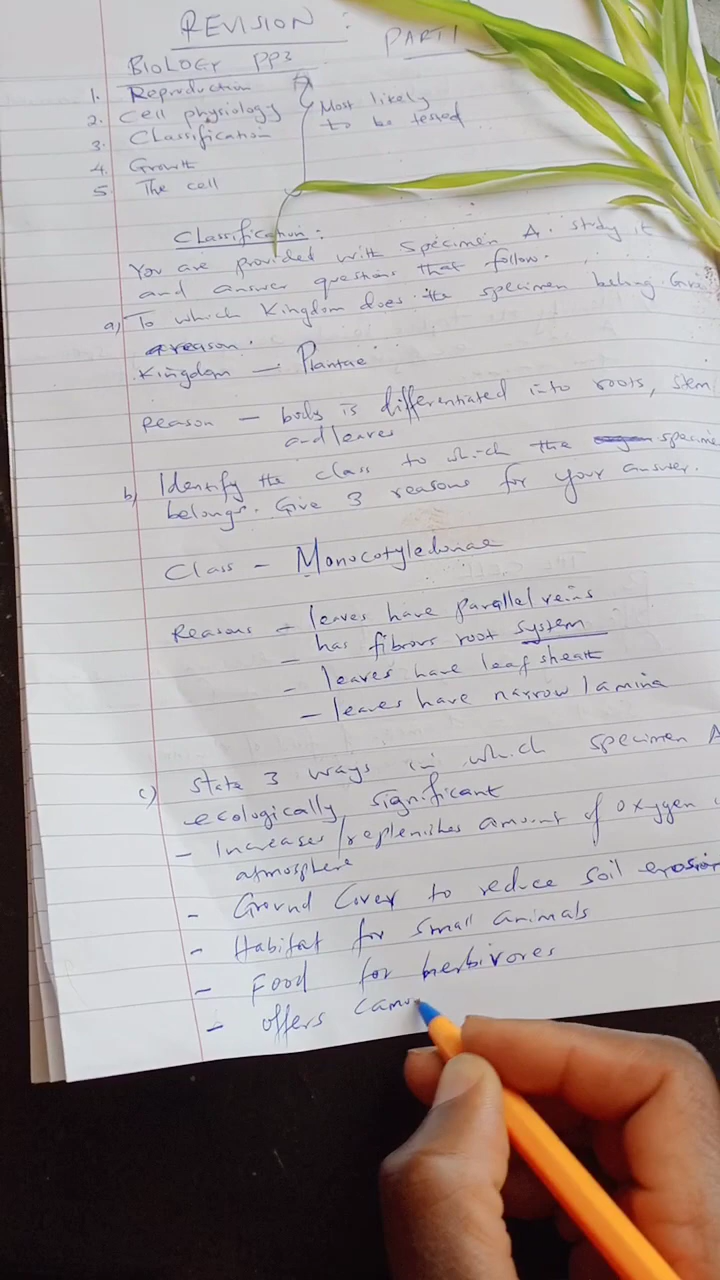 REVISION :
PART 1
BIOLOGY PP3
1. Reproduction
2. Cell physiology
3. Classification
4. Growth
5. The cell
Most likely
to be tested
Classification:
You are provided with specimen A. study it
and answer questions that follow.
a) To which Kingdom does the specimen belong Give
a reason.
Kingdom — Plantae
Reason — body is differentiated into roots, stem
and leaves
b) Identify the class to which the specime
belongs. Give 3 reasons for your answer.
Class — Monocotyledonae
Reasons — leaves have parallel veins
— has fibrous root system
— leaves have leaf sheath
— leaves have narrow lamina
c) State 3 ways in which specimen A
ecologically significant
- Increases/replenishes amount of oxygen
atmosphere
- Ground Cover to reduce soil erosion
- Habitat for small animals
- Food for herbivores
- offers camo